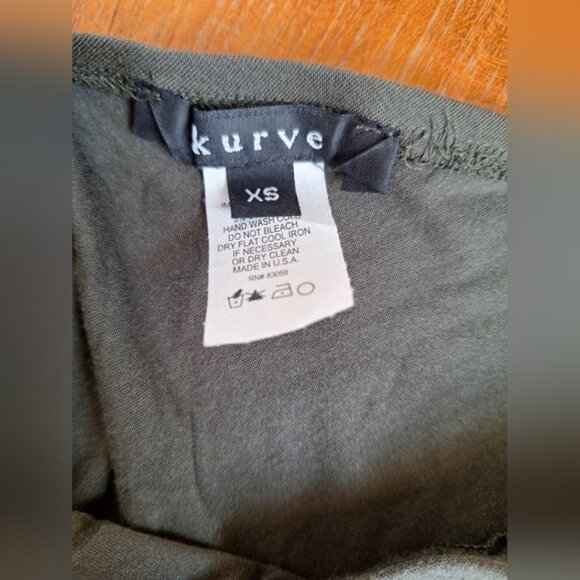 kurve
XS
HAND WASH COLD
DO NOT BLEACH
DRY FLAT COOL IRON
IF NECESSARY
OR DRY CLEAN
MADE IN U.S.A.
RN# 83059